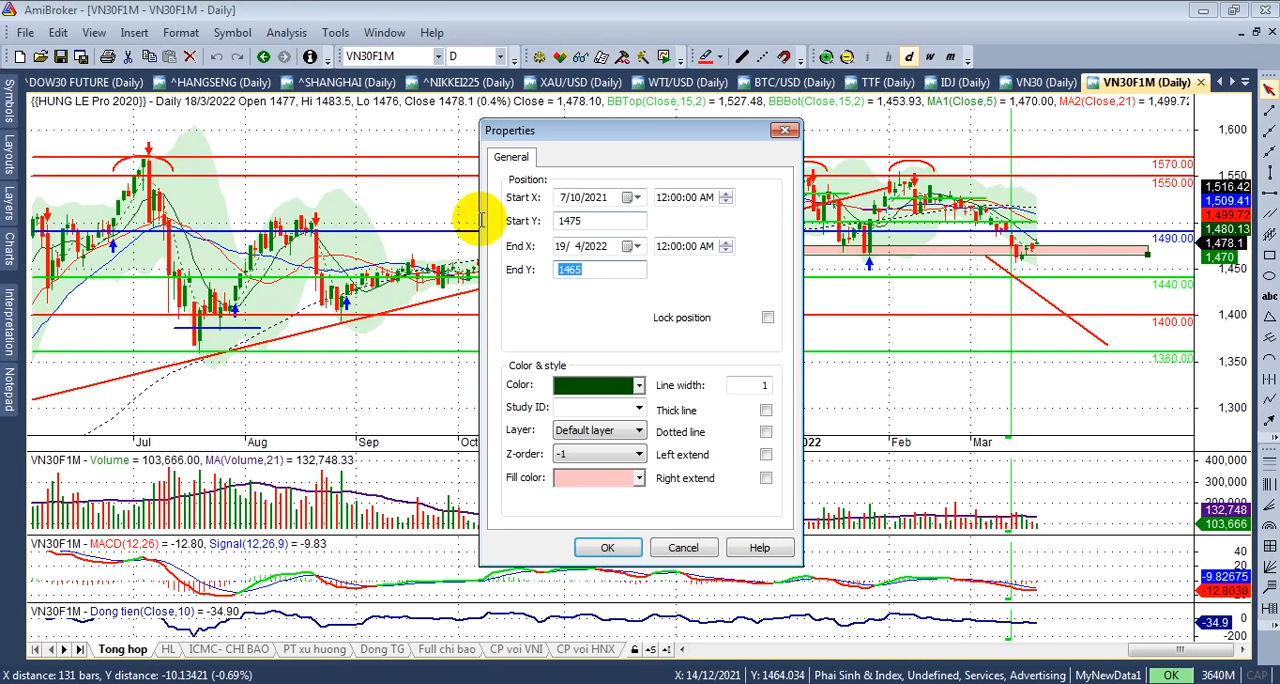 AmiBroker - [VN30F1M - Daily]
File Edit View Insert Format Symbol Analysis Tools Window Help
VN30F1M D i d w m
^DOW30 FUTURE (Daily) ^HANGSENG (Daily) ^SHANGHAI (Daily) ^NIKKEI225 (Daily) XAU/USD (Daily) WTI/USD (Daily) BTC/USD (Daily) TTF (Daily) IDJ (Daily) VN30 (Daily) VN30F1M (Daily)
{{HUNG LE Pro 2020}} - Daily 18/3/2022 Open 1477, Hi 1483.5, Lo 1476, Close 1478.1 (0.4%) Close = 1,478.10, BBTop(Close,15,2) = 1,527.48, BBBot(Close,15,2) = 1,453.93, MA1(Close,5) = 1,470.00, MA2(Close,21) = 1,499.72
Symbols
Layouts
Layers
Charts
Interpretation
Notepad
Properties
General
Position:
Start X: 7/10/2021 12:00:00 AM
Start Y: 1475
End X: 19/ 4/2022 12:00:00 AM
End Y: 1465
Lock position
Color & style
Color: Line width: 1
Study ID: Thick line
Layer: Default layer Dotted line
Z-order: -1 Left extend
Fill color: Right extend
OK Cancel Help
1570.00
1550.00
1490.00
1440.00
1400.00
1360.00
1,600
1,550
1,516.42
1,509.41
1,499.72
1,480.13
1,478.1
1,470
1,450
1,400
1,350
1,300
Jul Aug Sep Oct 2022 Feb Mar
VN30F1M - Volume = 103,666.00, MA(Volume,21) = 132,748.33
400,000
300,000
200,000
132,748
103,666
VN30F1M - MACD(12,26) = -12.80, Signal(12,26,9) = -9.83
40
20
-9.82675
-12.8038
VN30F1M - Dong tien(Close,10) = -34.90
0
-34.9
-200
Tong hop HL ICMC- CHI BAO PT xu huong Dong TG Full chi bao CP voi VNI CP voi HNX
X distance: 131 bars, Y distance: -10.13421 (-0.69%) X: 14/12/2021 Y: 1464.034 Phai Sinh & Index, Undefined, Services, Advertising MyNewData1 OK 3640M CAP